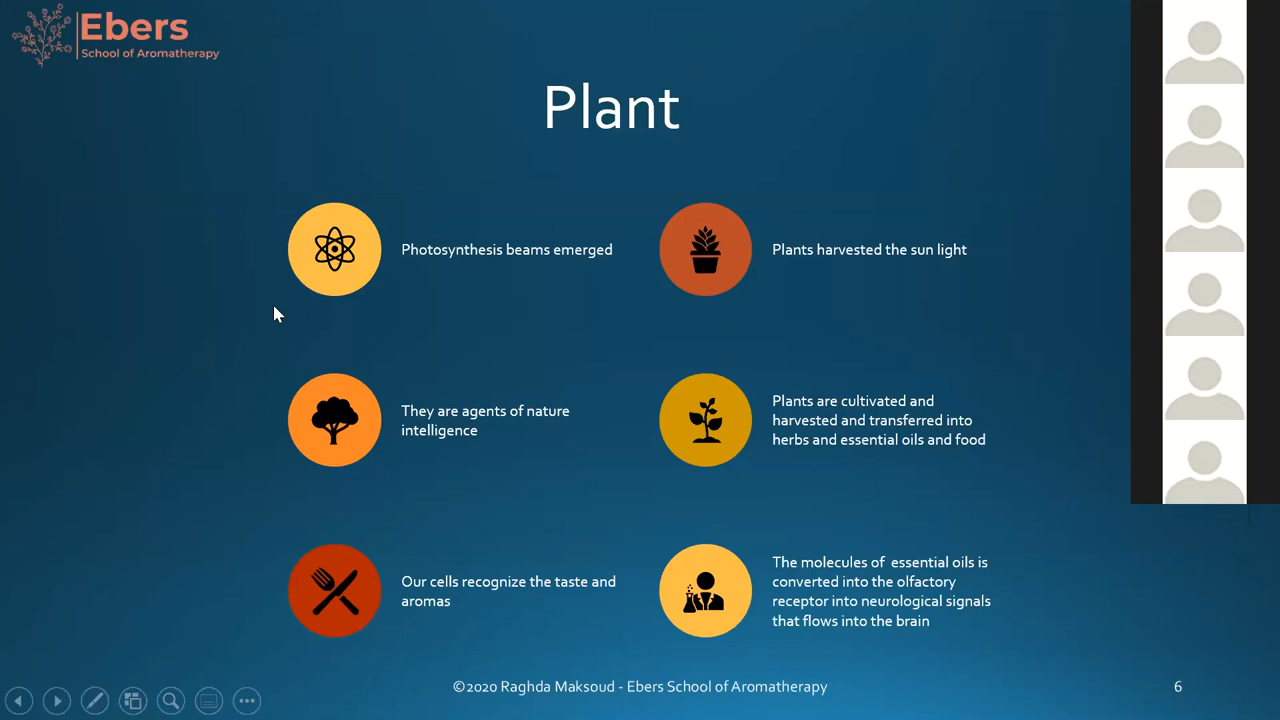 Ebers
School of Aromatherapy
Plant
Photosynthesis beams emerged
Plants harvested the sun light
They are agents of nature
intelligence
Plants are cultivated and
harvested and transferred into
herbs and essential oils and food
Our cells recognize the taste and
aromas
The molecules of essential oils is
converted into the olfactory
receptor into neurological signals
that flows into the brain
©2020 Raghda Maksoud - Ebers School of Aromatherapy
6